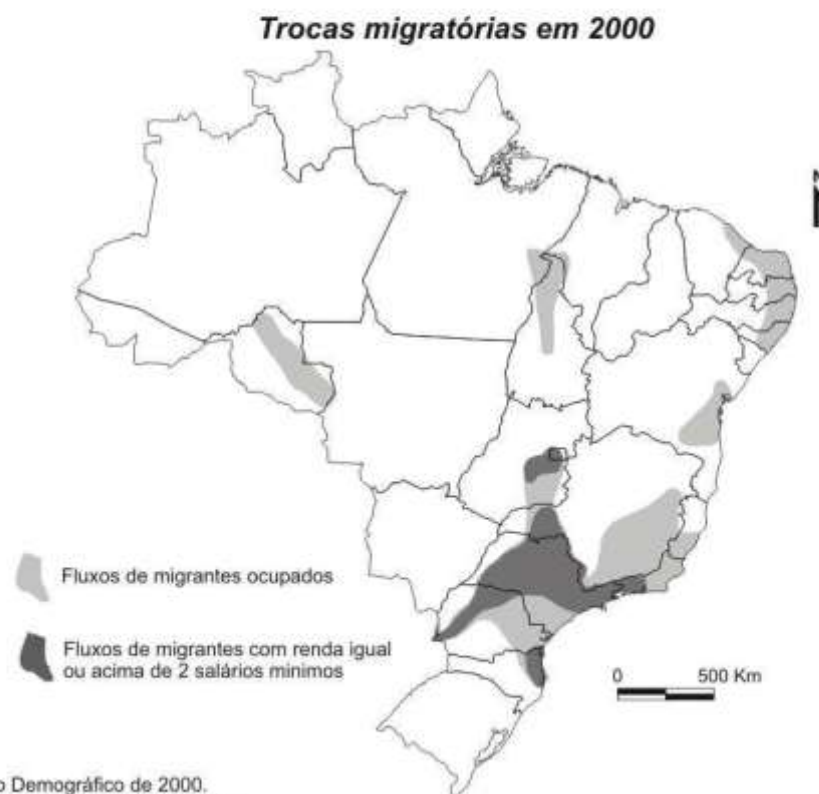 Trocas migratórias em 2000
Fluxos de migrantes ocupados
Fluxos de migrantes com renda igual
ou acima de 2 salários minimos
0 500 Km
Demográfico de 2000.